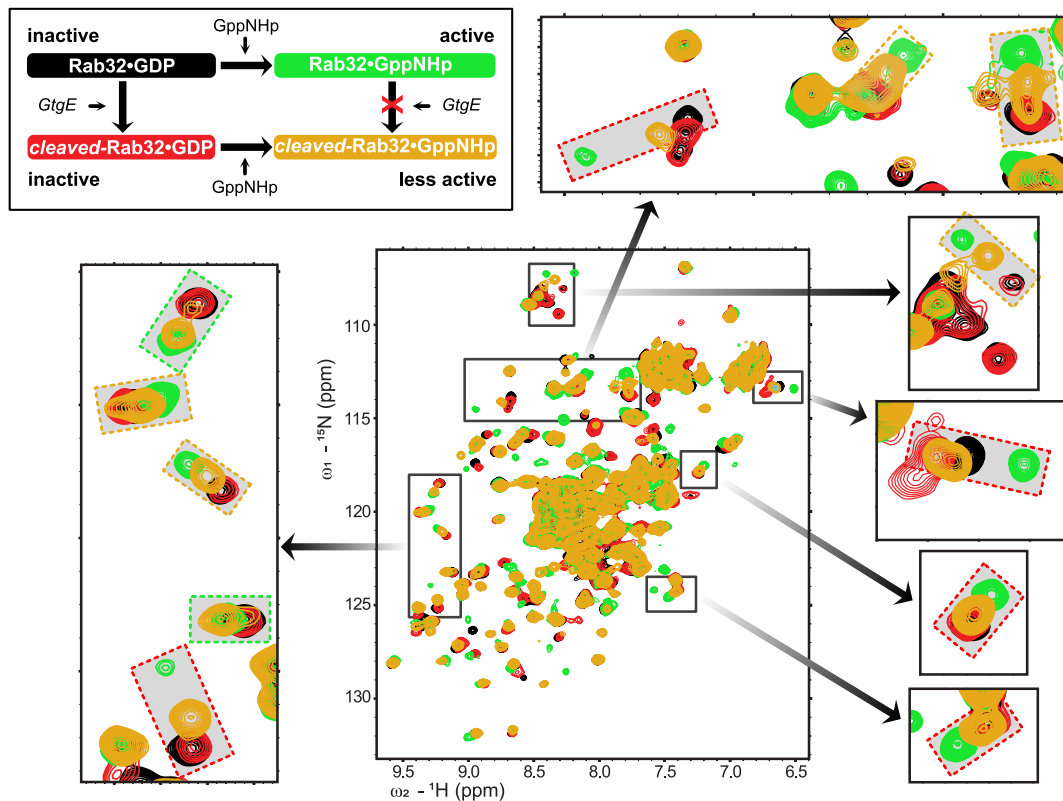 GppNHp
inactive active
Rab32•GDP Rab32•GppNHp
GtgE GtgE
cleaved-Rab32•GDP cleaved-Rab32•GppNHp
inactive GppNHp less active
110
115
120
125
130
ω₁ - ¹⁵N (ppm)
9.5 9.0 8.5 8.0 7.5 7.0 6.5
ω₂ - ¹H (ppm)